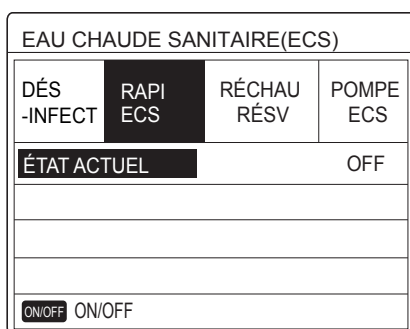 EAU CHAUDE SANITAIRE(ECS)
DÉS
-INFECT
RAPI
ECS
RÉCHAU
RÉSV
POMPE
ECS
ÉTAT ACTUEL OFF
ON/OFF ON/OFF